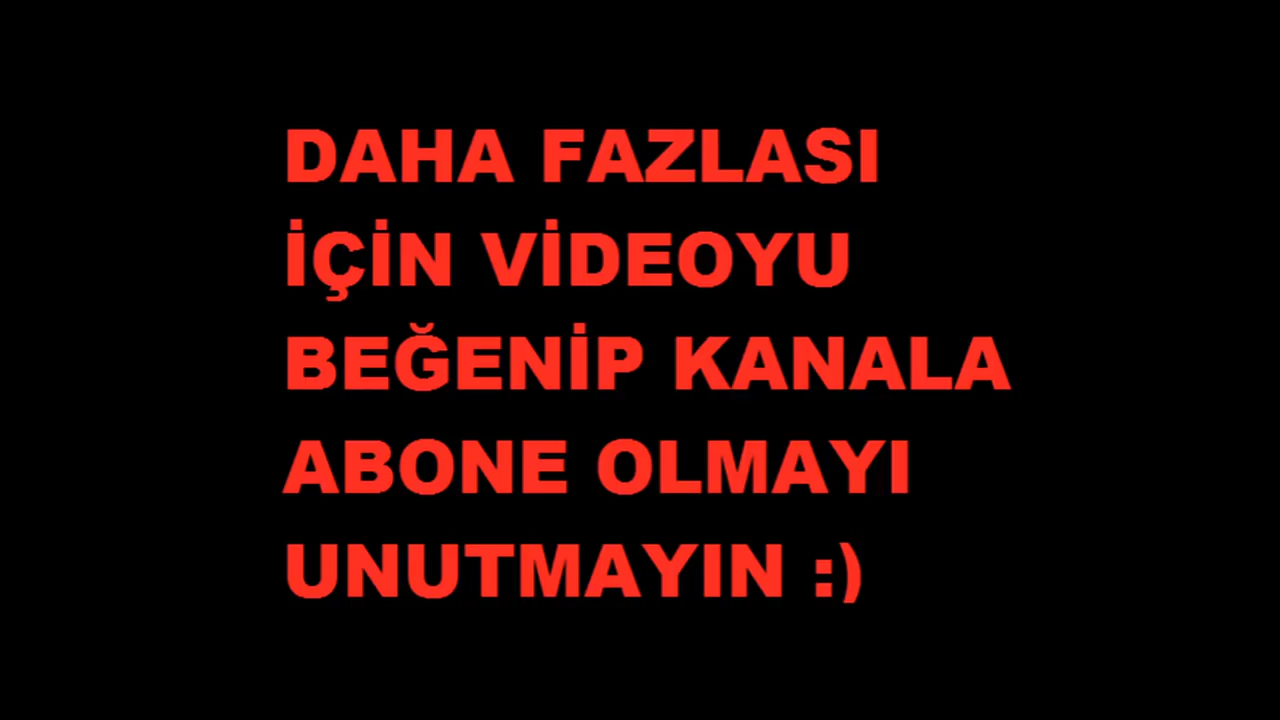 DAHA FAZLASI
İÇİN VİDEOYU
BEĞENİP KANALA
ABONE OLMAYI
UNUTMAYIN :)